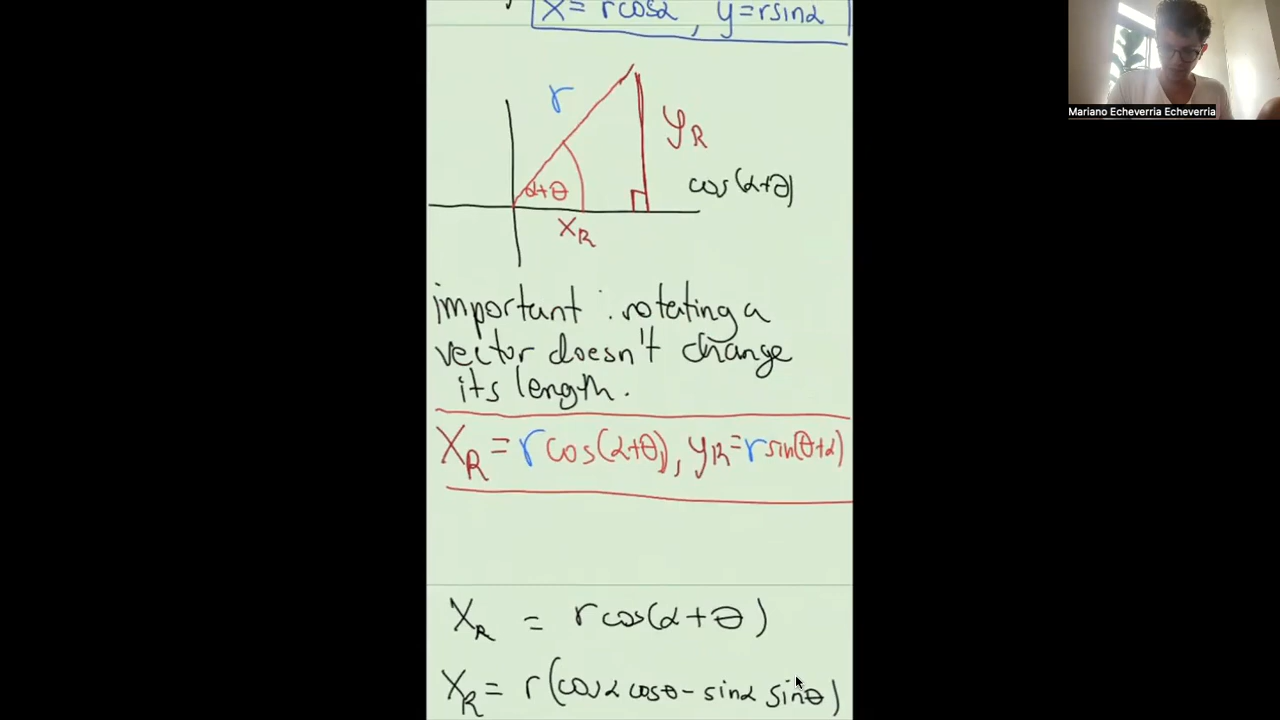 x = rcosα , y=rsinα
r
y_R
α+θ
cos(α+θ)
x_R
important : rotating a
vector doesn't change
its length.
X_R = r cos(α+θ), y_R = r sin(θ+α)
X_R = r cos(α+θ)
X_R = r(cosα cosθ - sinα sinθ)
Mariano Echeverria Echeverria